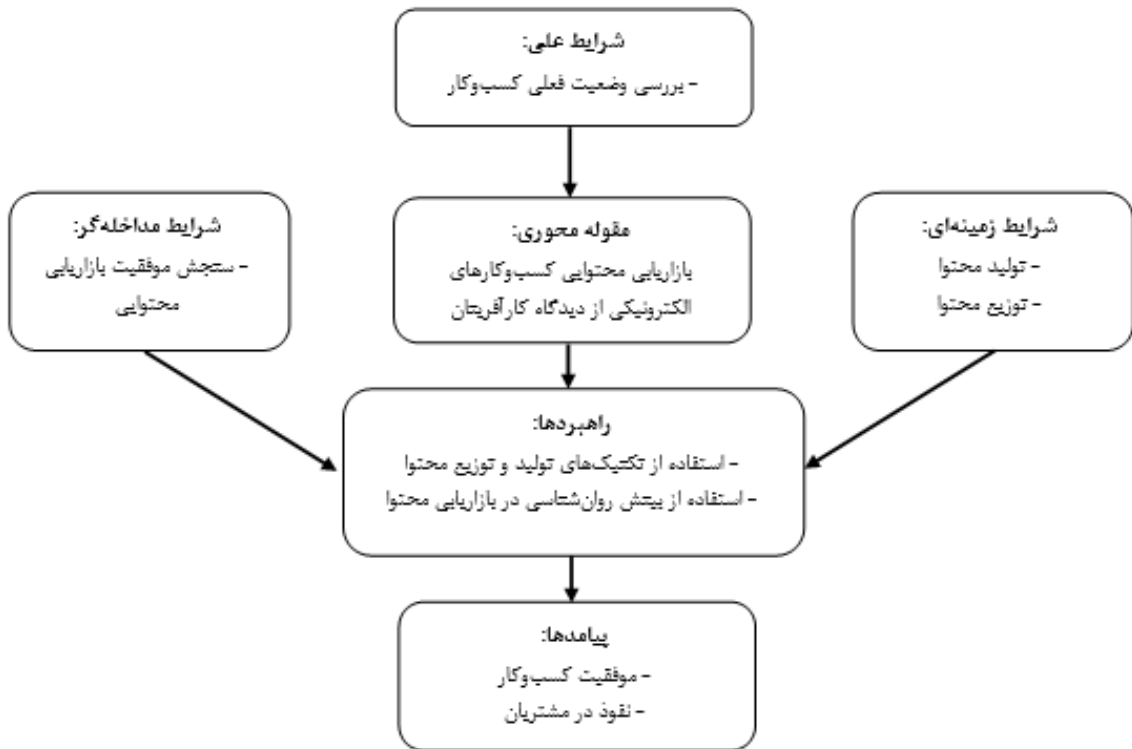 شرایط علی:
- بررسی وضعیت فعلی کسب‌وکار
شرایط زمینه‌ای:
- تولید محتوا
- توزیع محتوا
مقوله محوری:
بازاریابی محتوایی کسب‌وکارهای
الکترونیکی از دیدگاه کارآفرینان
شرایط مداخله‌گر:
- سنجش موفقیت بازاریابی
محتوایی
راهبردها:
- استفاده از تکنیک‌های تولید و توزیع محتوا
- استفاده از بینش روان‌شناسی در بازاریابی محتوا
پیامدها:
- موفقیت کسب‌وکار
- نفوذ در مشتریان